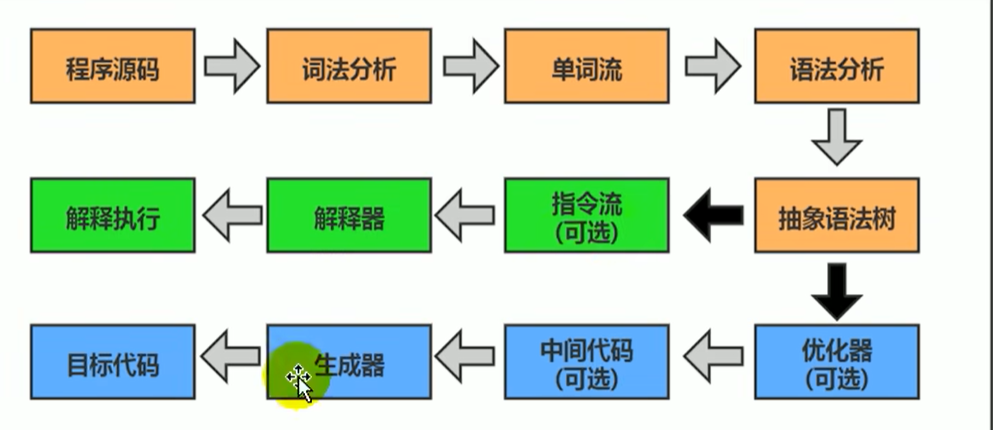 程序源码
词法分析
单词流
语法分析
解释执行
解释器
指令流
(可选)
抽象语法树
目标代码
生成器
中间代码
(可选)
优化器
(可选)